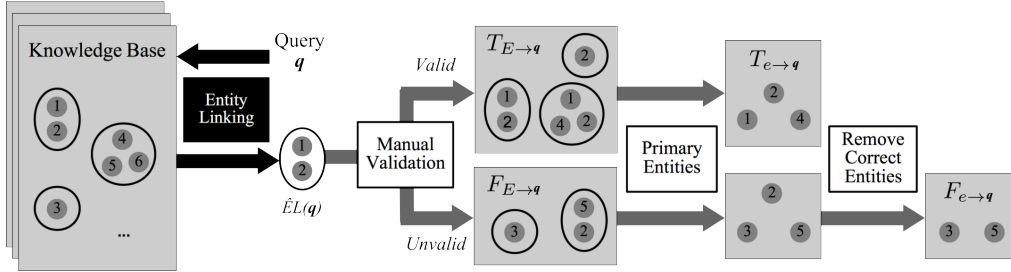 Knowledge Base
1
2
4
5 6
3
...
Query
q
Entity
Linking
1
2
ÊL(q)
Manual
Validation
Valid
Unvalid
T_{E→q}
2
1
2
1
4 2
F_{E→q}
3
5
2
Primary
Entities
T_{e→q}
2
1 4
2
3 5
Remove
Correct
Entities
F_{e→q}
3 5